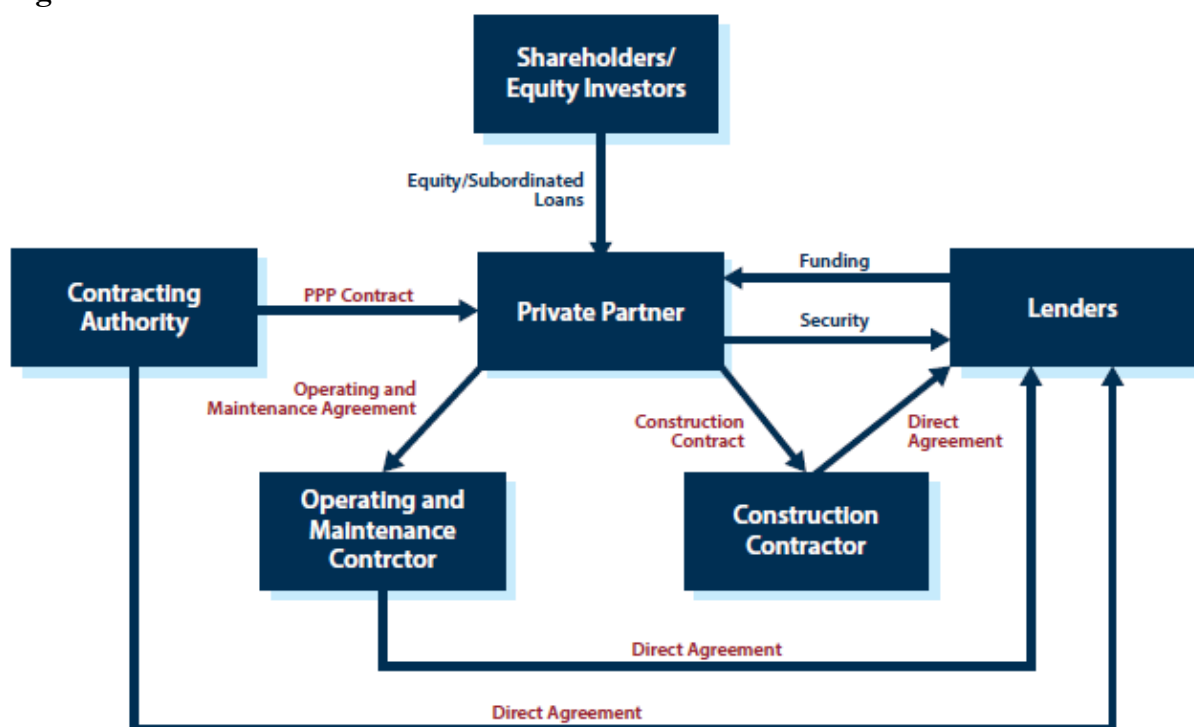 Shareholders/
Equity Investors
Equity/Subordinated
Loans
Contracting
Authority
PPP Contract
Private Partner
Funding
Security
Lenders
Operating and
Maintenance Agreement
Construction
Contract
Direct
Agreement
Operating and
Maintenance
Contrctor
Construction
Contractor
Direct Agreement
Direct Agreement